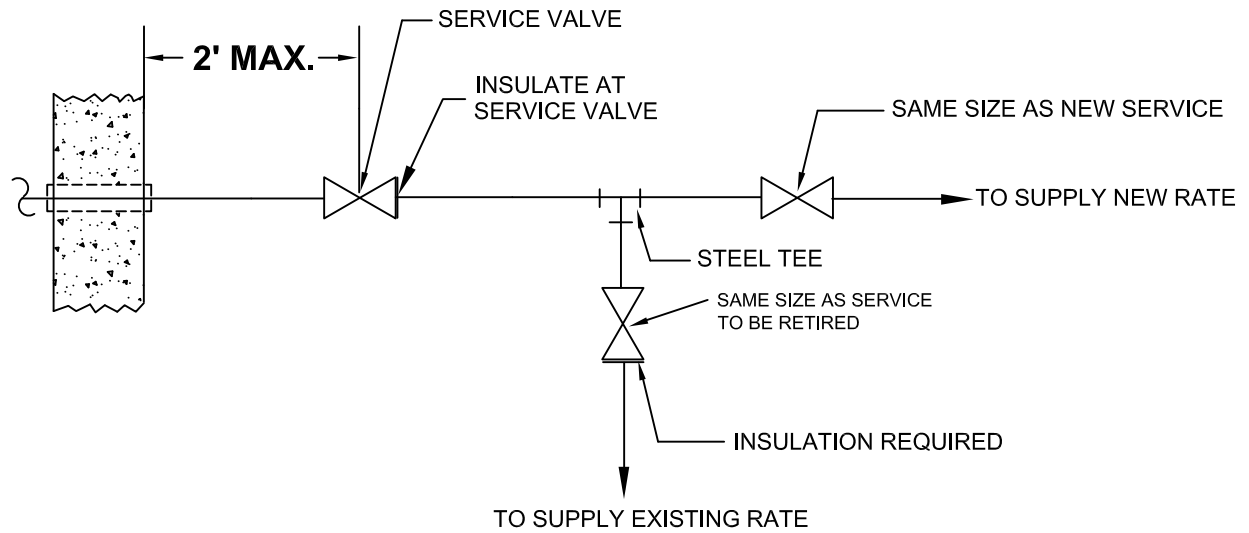 SERVICE VALVE
2' MAX.
INSULATE AT
SERVICE VALVE
SAME SIZE AS NEW SERVICE
TO SUPPLY NEW RATE
STEEL TEE
SAME SIZE AS SERVICE
TO BE RETIRED
INSULATION REQUIRED
TO SUPPLY EXISTING RATE